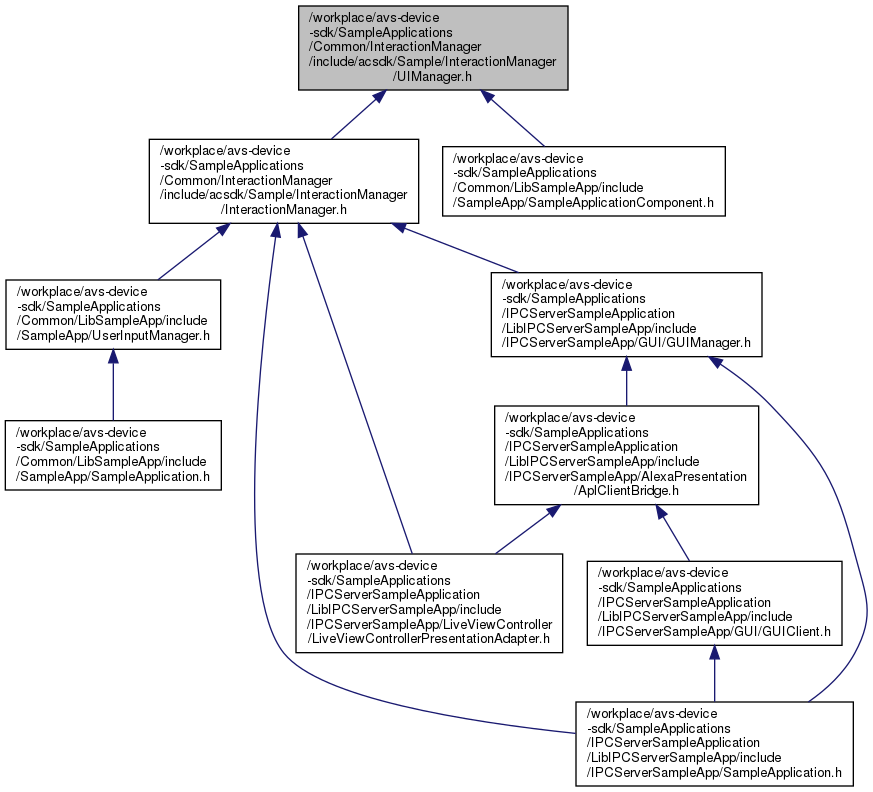 /workplace/avs-device
-sdk/SampleApplications
/Common/InteractionManager
/include/acsdk/Sample/InteractionManager
/UIManager.h
/workplace/avs-device
-sdk/SampleApplications
/Common/InteractionManager
/include/acsdk/Sample/InteractionManager
/InteractionManager.h
/workplace/avs-device
-sdk/SampleApplications
/Common/LibSampleApp/include
/SampleApp/SampleApplicationComponent.h
/workplace/avs-device
-sdk/SampleApplications
/Common/LibSampleApp/include
/SampleApp/UserInputManager.h
/workplace/avs-device
-sdk/SampleApplications
/IPCServerSampleApplication
/LibIPCServerSampleApp/include
/IPCServerSampleApp/GUI/GUIManager.h
/workplace/avs-device
-sdk/SampleApplications
/Common/LibSampleApp/include
/SampleApp/SampleApplication.h
/workplace/avs-device
-sdk/SampleApplications
/IPCServerSampleApplication
/LibIPCServerSampleApp/include
/IPCServerSampleApp/AlexaPresentation
/AplClientBridge.h
/workplace/avs-device
-sdk/SampleApplications
/IPCServerSampleApplication
/LibIPCServerSampleApp/include
/IPCServerSampleApp/LiveViewController
/LiveViewControllerPresentationAdapter.h
/workplace/avs-device
-sdk/SampleApplications
/IPCServerSampleApplication
/LibIPCServerSampleApp/include
/IPCServerSampleApp/GUI/GUIClient.h
/workplace/avs-device
-sdk/SampleApplications
/IPCServerSampleApplication
/LibIPCServerSampleApp/include
/IPCServerSampleApp/SampleApplication.h